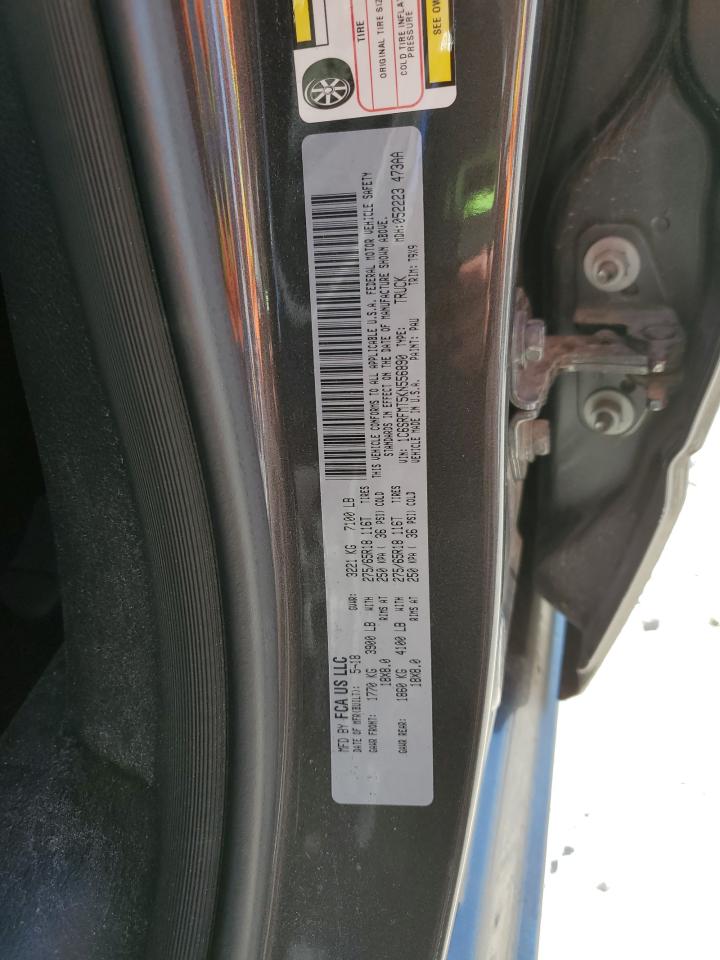 TIRE
ORIGINAL TIRE SIZ
COLD TIRE INFLAT
PRESSURE
SEE OW
MFD BY FCA US LLC
DATE OF MFR(BUILT): 5-18 GVWR: 3221 KG 7100 LB
GAWR FRONT: 1770 KG 3900 LB WITH 275/65R18 116T TIRES
18X8.0 RIMS AT 250 KPA ( 36 PSI) COLD
GAWR REAR: 1860 KG 4100 LB WITH 275/65R18 116T TIRES
18X8.0 RIMS AT 250 KPA ( 36 PSI) COLD
THIS VEHICLE CONFORMS TO ALL APPLICABLE U.S.A. FEDERAL MOTOR VEHICLE SAFETY
STANDARDS IN EFFECT ON THE DATE OF MANUFACTURE SHOWN ABOVE.
VIN: 1C6SRFMT5KN556890 TYPE: TRUCK MDH:052223 473AA
VEHICLE MADE IN U.S.A. PAINT: PAU TRIM: T9X9